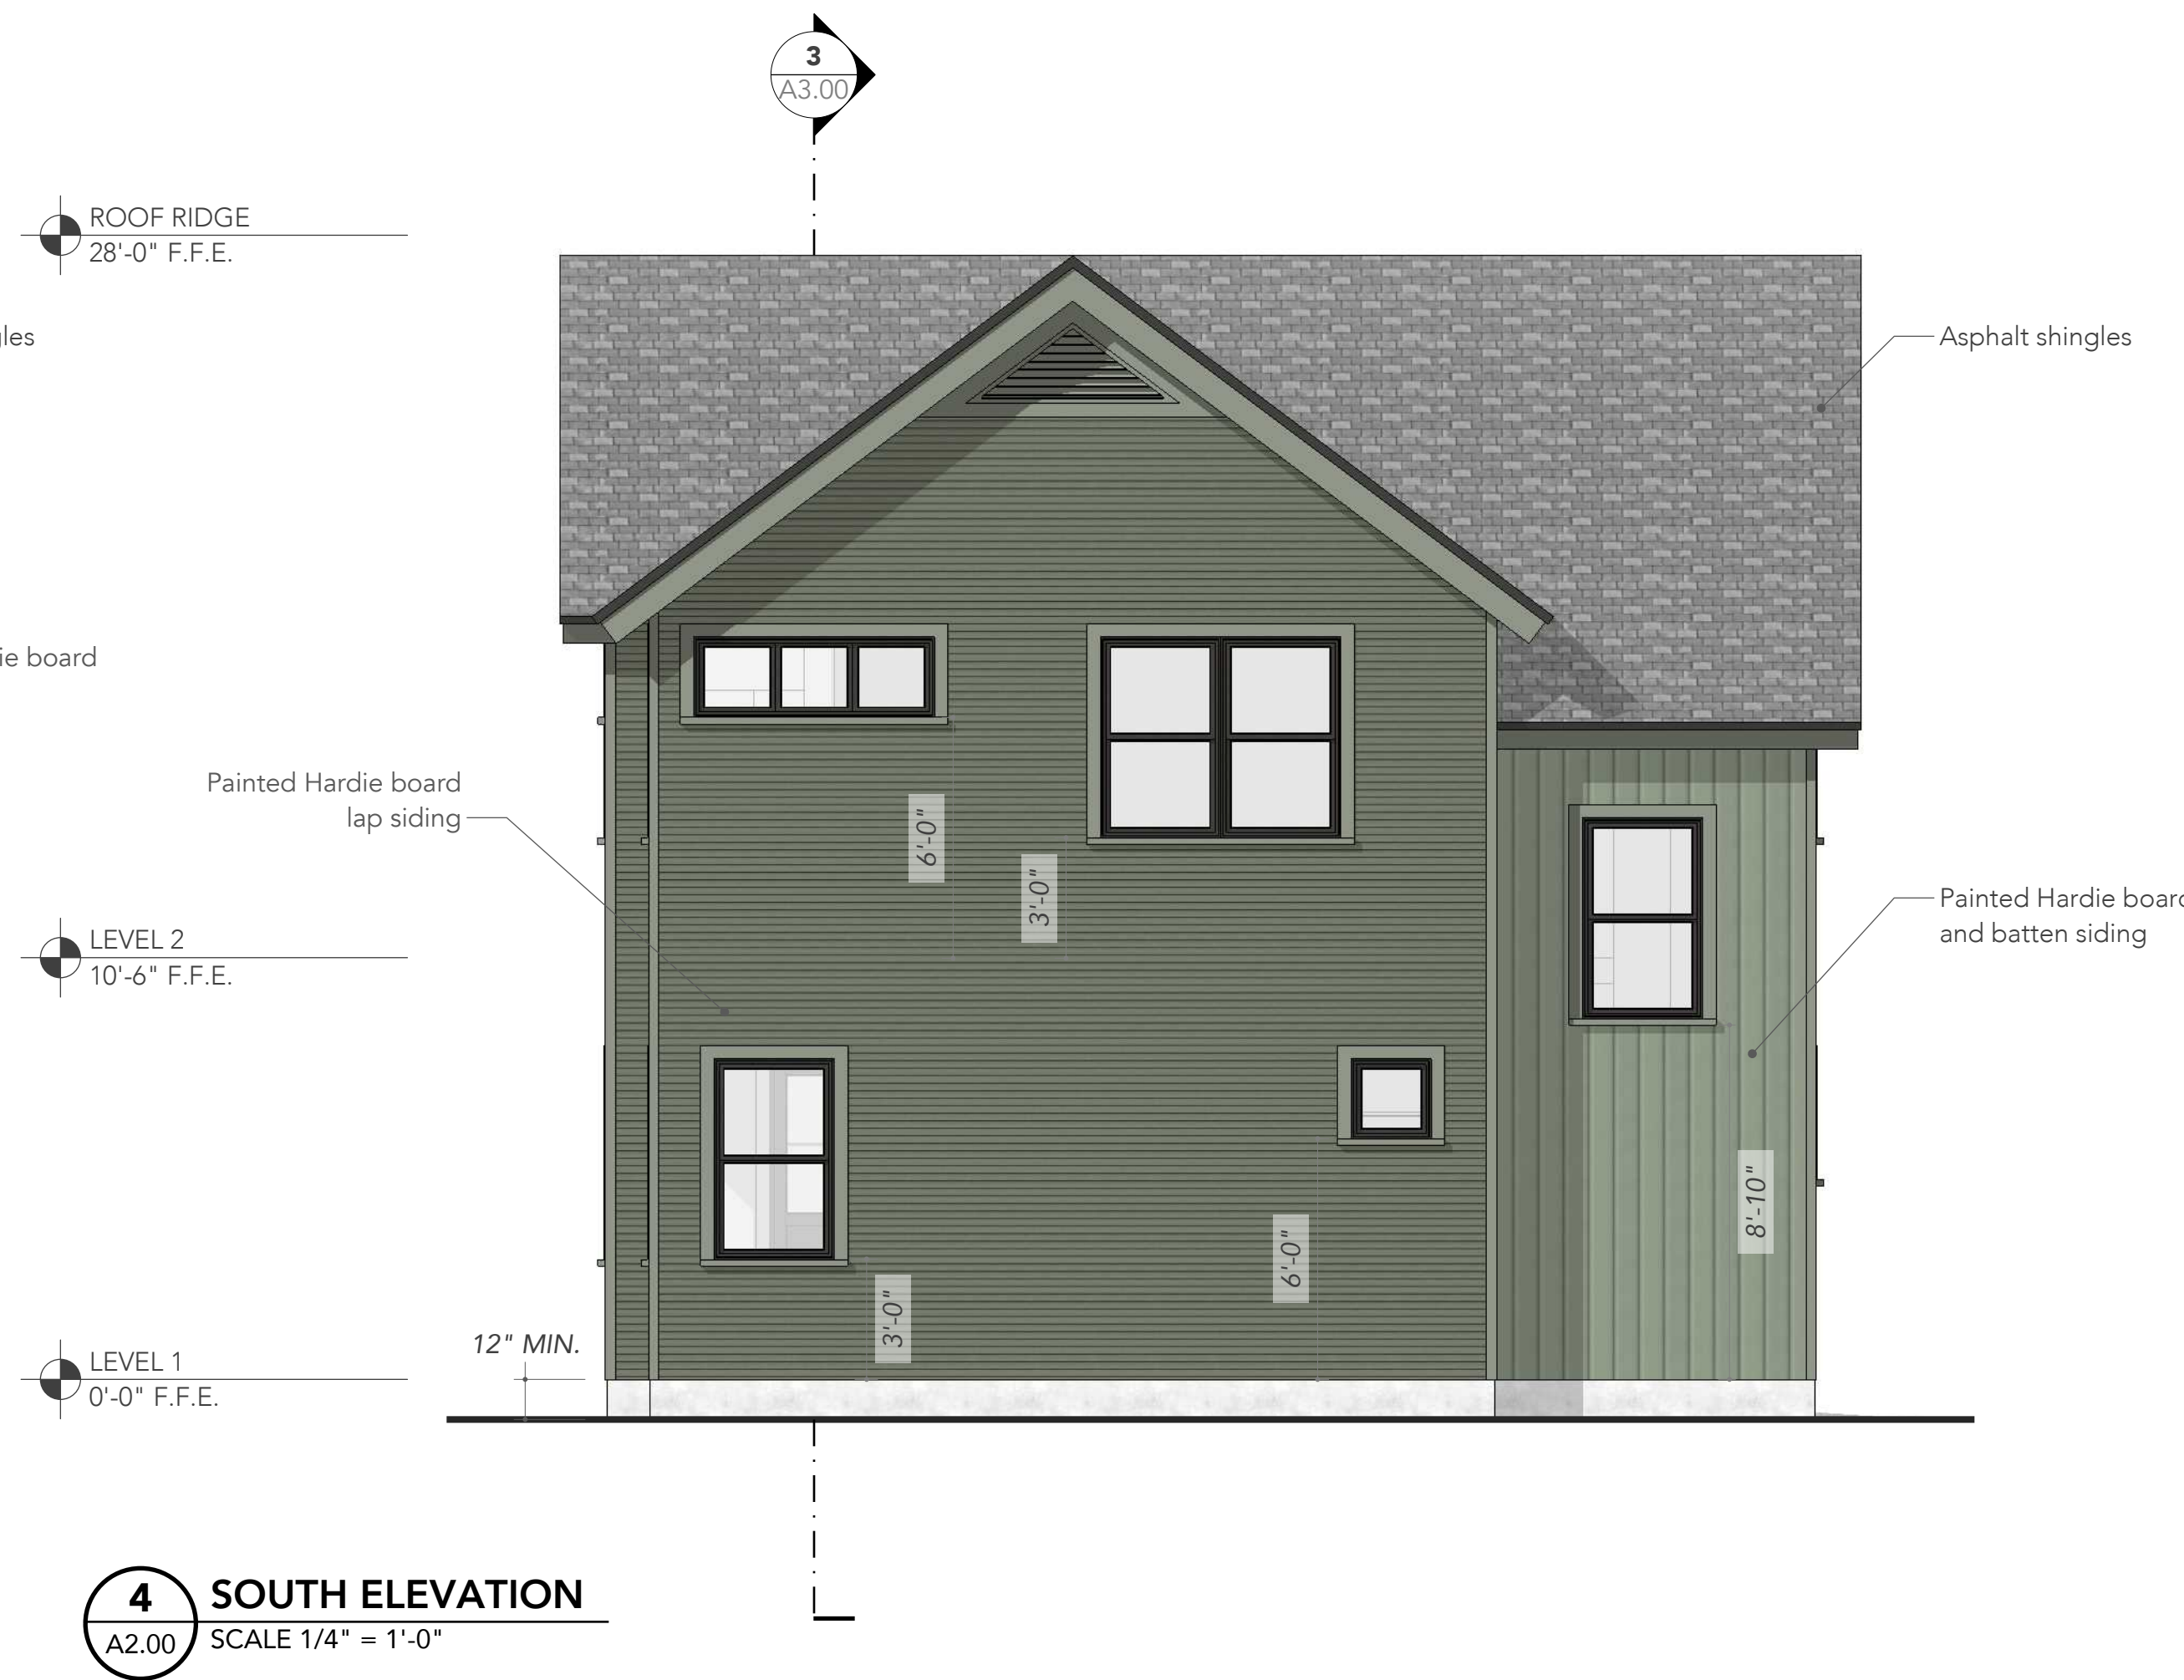 3
A3.00
ROOF RIDGE
28'-0" F.F.E.
gles
Asphalt shingles
ie board
Painted Hardie board
lap siding
6'-0"
3'-0"
Painted Hardie board
and batten siding
LEVEL 2
10'-6" F.F.E.
8'-10"
6'-0"
3'-0"
12" MIN.
LEVEL 1
0'-0" F.F.E.
4
A2.00
SOUTH ELEVATION
SCALE 1/4" = 1'-0"